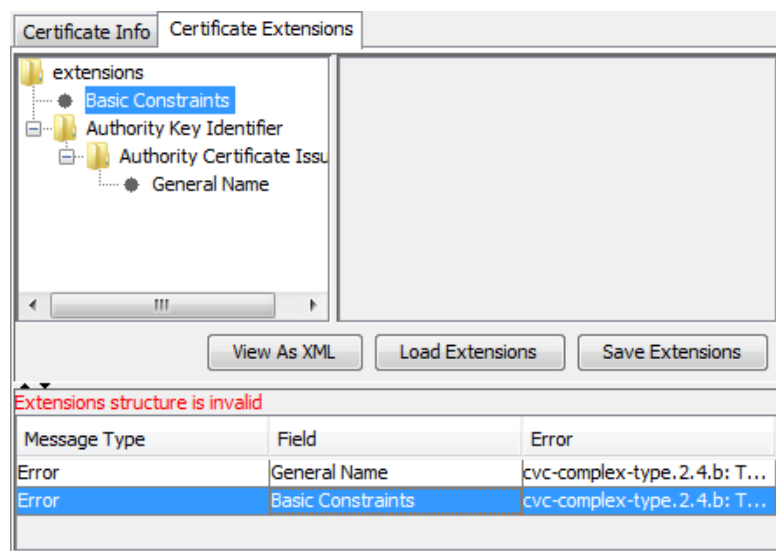 Certificate Info Certificate Extensions
extensions
Basic Constraints
Authority Key Identifier
Authority Certificate Issu
General Name
View As XML Load Extensions Save Extensions
Extensions structure is invalid
Message Type Field Error
Error General Name cvc-complex-type.2.4.b: T...
Error Basic Constraints cvc-complex-type.2.4.b: T...